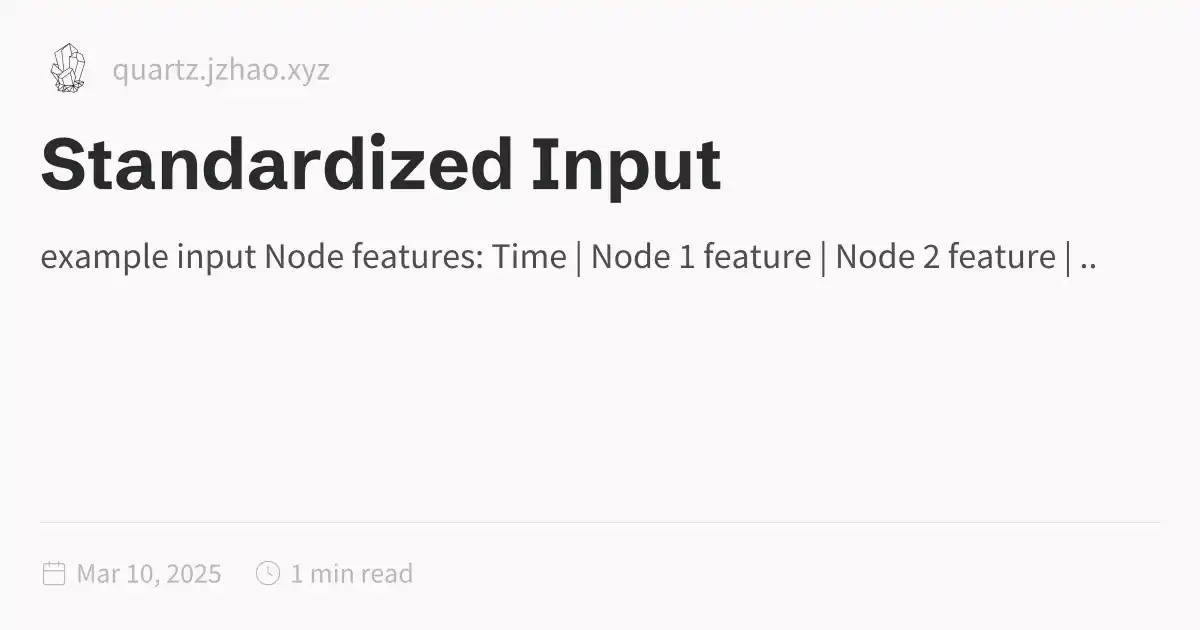 quartz.jzhao.xyz
Standardized Input
example input Node features: Time | Node 1 feature | Node 2 feature | ..
Mar 10, 2025 1 min read